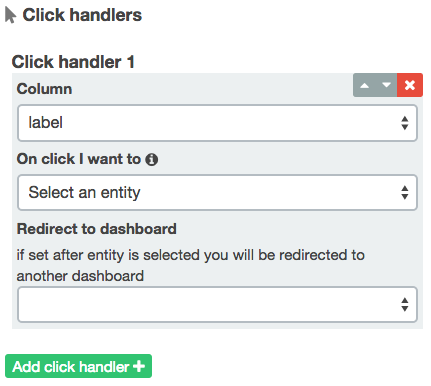 Click handlers
Click handler 1
Column
label
On click I want to
Select an entity
Redirect to dashboard
if set after entity is selected you will be redirected to
another dashboard
Add click handler